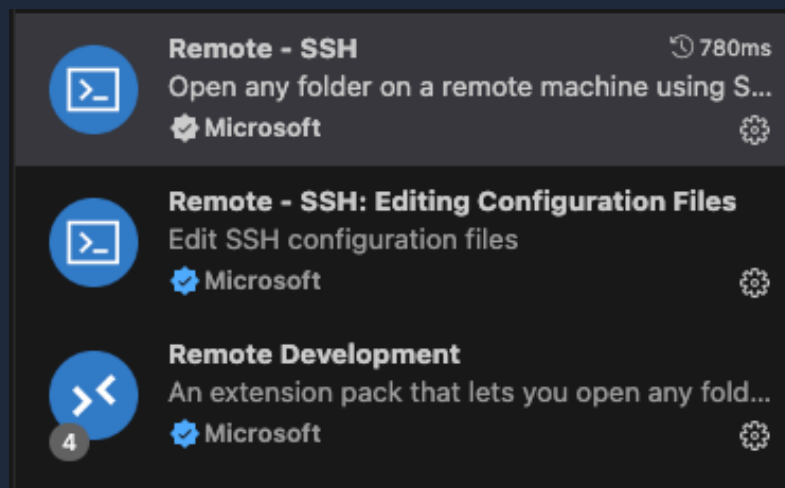 Remote - SSH 780ms
Open any folder on a remote machine using S...
Microsoft
Remote - SSH: Editing Configuration Files
Edit SSH configuration files
Microsoft
Remote Development
An extension pack that lets you open any fold...
4 Microsoft